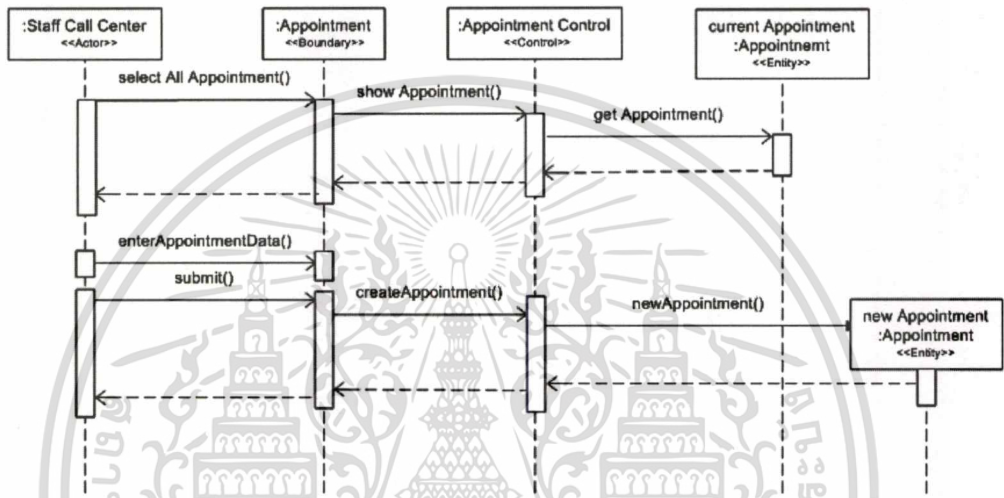 :Staff Call Center
<<Actor>>
:Appointment
<<Boundary>>
:Appointment Control
<<Control>>
current Appointment
:Appointnemt
<<Entity>>
select All Appointment()
show Appointment()
get Appointment()
enterAppointmentData()
submit()
createAppointment()
newAppointment()
new Appointment
:Appointment
<<Entity>>